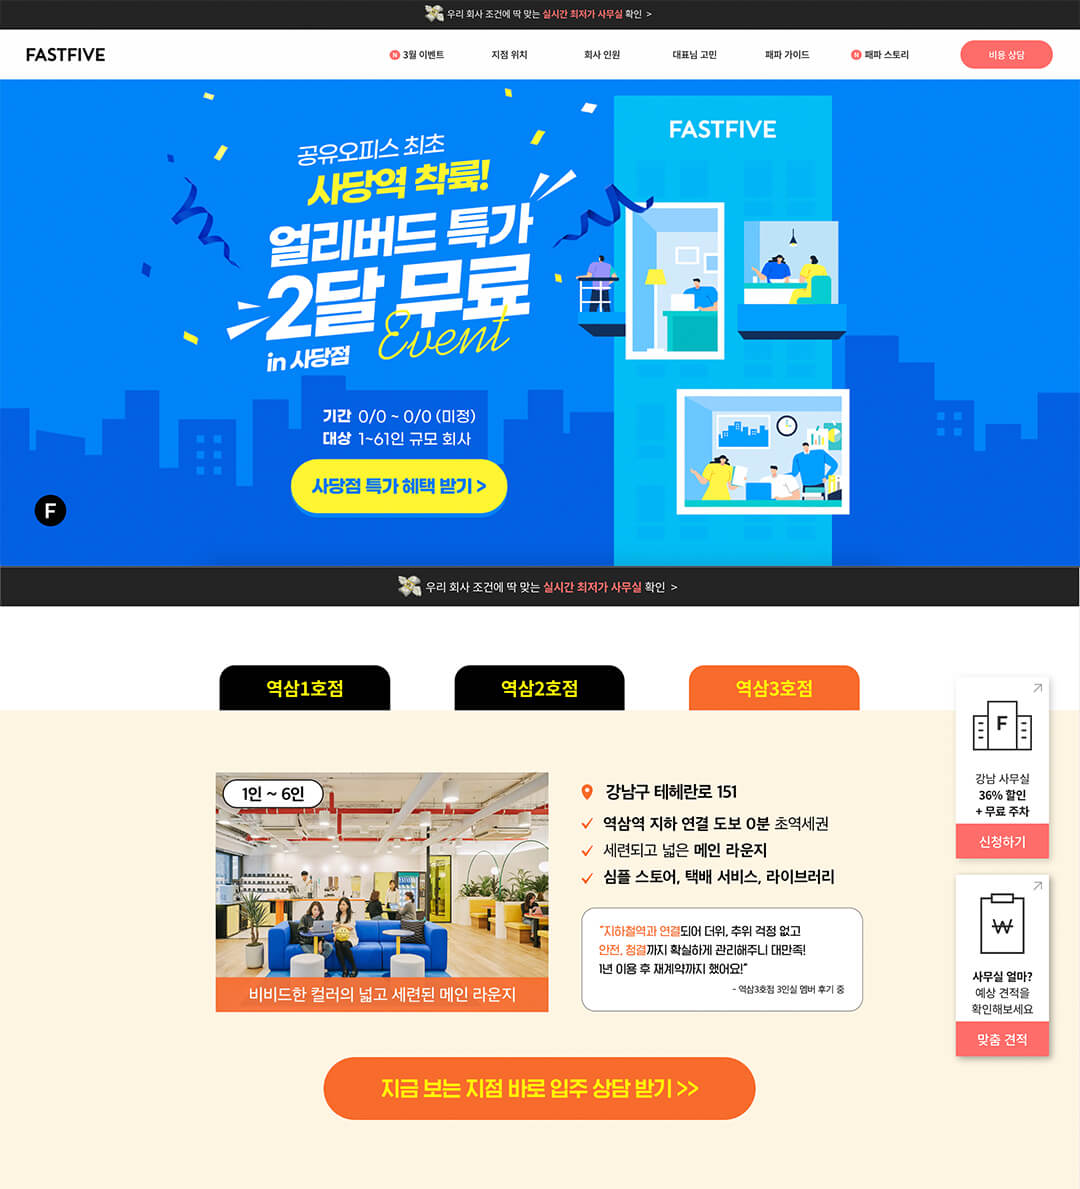 우리 회사 조건에 딱 맞는 실시간 최저가 사무실 확인 >
FASTFIVE
N 3월 이벤트
지점 위치
회사 인원
대표님 고민
패파 가이드
N 패파 스토리
비용 상담
FASTFIVE
공유오피스 최초
사당역 착륙!
얼리버드 특가
2달 무료
Event
in 사당점
기간 0/0 ~ 0/0 (미정)
대상 1~61인 규모 회사
사당점 특가 혜택 받기 >
F
우리 회사 조건에 딱 맞는 실시간 최저가 사무실 확인 >
역삼1호점
역삼2호점
역삼3호점
1인 ~ 6인
비비드한 컬러의 넓고 세련된 메인 라운지
강남구 테헤란로 151
역삼역 지하 연결 도보 0분 초역세권
세련되고 넓은 메인 라운지
심플 스토어, 택배 서비스, 라이브러리
"지하철역과 연결되어 더위, 추위 걱정 없고
안전, 청결까지 확실하게 관리해주니 대만족!
1년 이용 후 재계약까지 했어요!"
- 역삼3호점 3인실 멤버 후기 중
지금 보는 지점 바로 입주 상담 받기 >>
F
강남 사무실
36% 할인
+ 무료 주차
신청하기
₩
사무실 얼마?
예상 견적을
확인해보세요
맞춤 견적